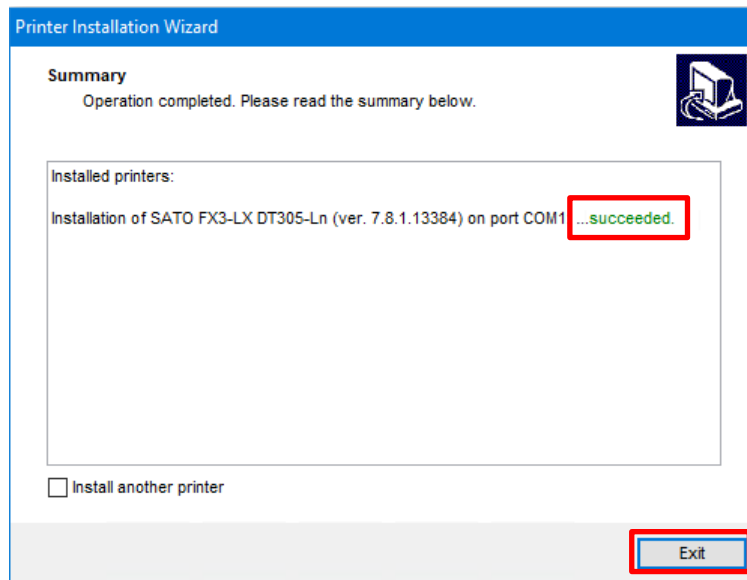 Printer Installation Wizard
Summary
Operation completed. Please read the summary below.
Installed printers:
Installation of SATO FX3-LX DT305-Ln (ver. 7.8.1.13384) on port COM1 ...succeeded.
Install another printer
Exit